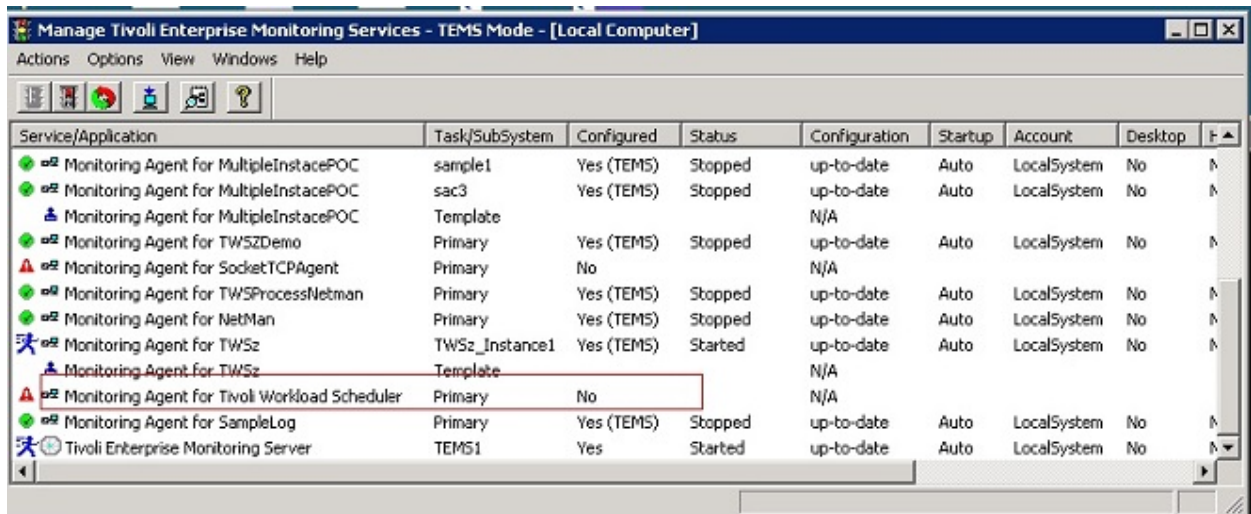 Manage Tivoli Enterprise Monitoring Services - TEMS Mode - [Local Computer]
Actions Options View Windows Help
Service/Application Task/SubSystem Configured Status Configuration Startup Account Desktop
Monitoring Agent for MultipleInstacePOC sample1 Yes (TEMS) Stopped up-to-date Auto LocalSystem No
Monitoring Agent for MultipleInstacePOC sac3 Yes (TEMS) Stopped up-to-date Auto LocalSystem No
Monitoring Agent for MultipleInstacePOC Template N/A
Monitoring Agent for TWSZDemo Primary Yes (TEMS) Stopped up-to-date Auto LocalSystem No
Monitoring Agent for SocketTCPAgent Primary No N/A
Monitoring Agent for TWSProcessNetman Primary Yes (TEMS) Stopped up-to-date Auto LocalSystem No
Monitoring Agent for NetMan Primary Yes (TEMS) Stopped up-to-date Auto LocalSystem No
Monitoring Agent for TWSz TWSz_Instance1 Yes (TEMS) Started up-to-date Auto LocalSystem No
Monitoring Agent for TWSz Template N/A
Monitoring Agent for Tivoli Workload Scheduler Primary No N/A
Monitoring Agent for SampleLog Primary Yes (TEMS) Stopped up-to-date Auto LocalSystem No
Tivoli Enterprise Monitoring Server TEMS1 Yes Started up-to-date Auto LocalSystem No